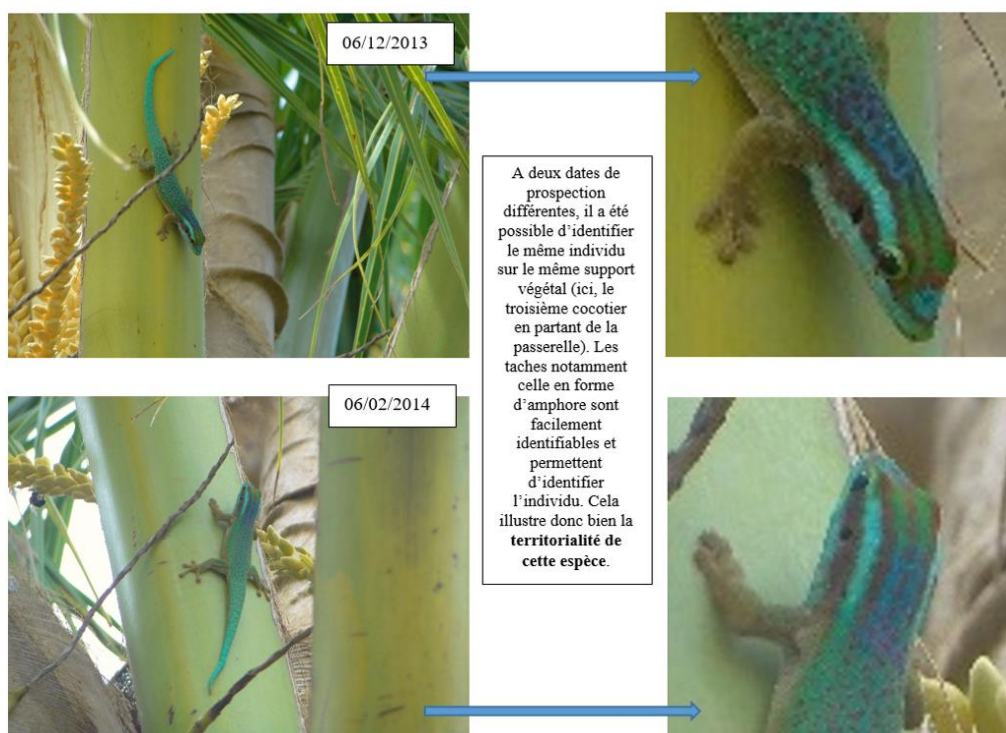 06/12/2013
A deux dates de
prospection
différentes, il a été
possible d'identifier
le même individu
sur le même support
végétal (ici, le
troisième cocotier
en partant de la
passerelle). Les
taches notamment
celle en forme
d'amphore sont
facilement
identifiables et
permettent
d'identifier
l'individu. Cela
illustre donc bien la
territorialité de
cette espèce.
06/02/2014